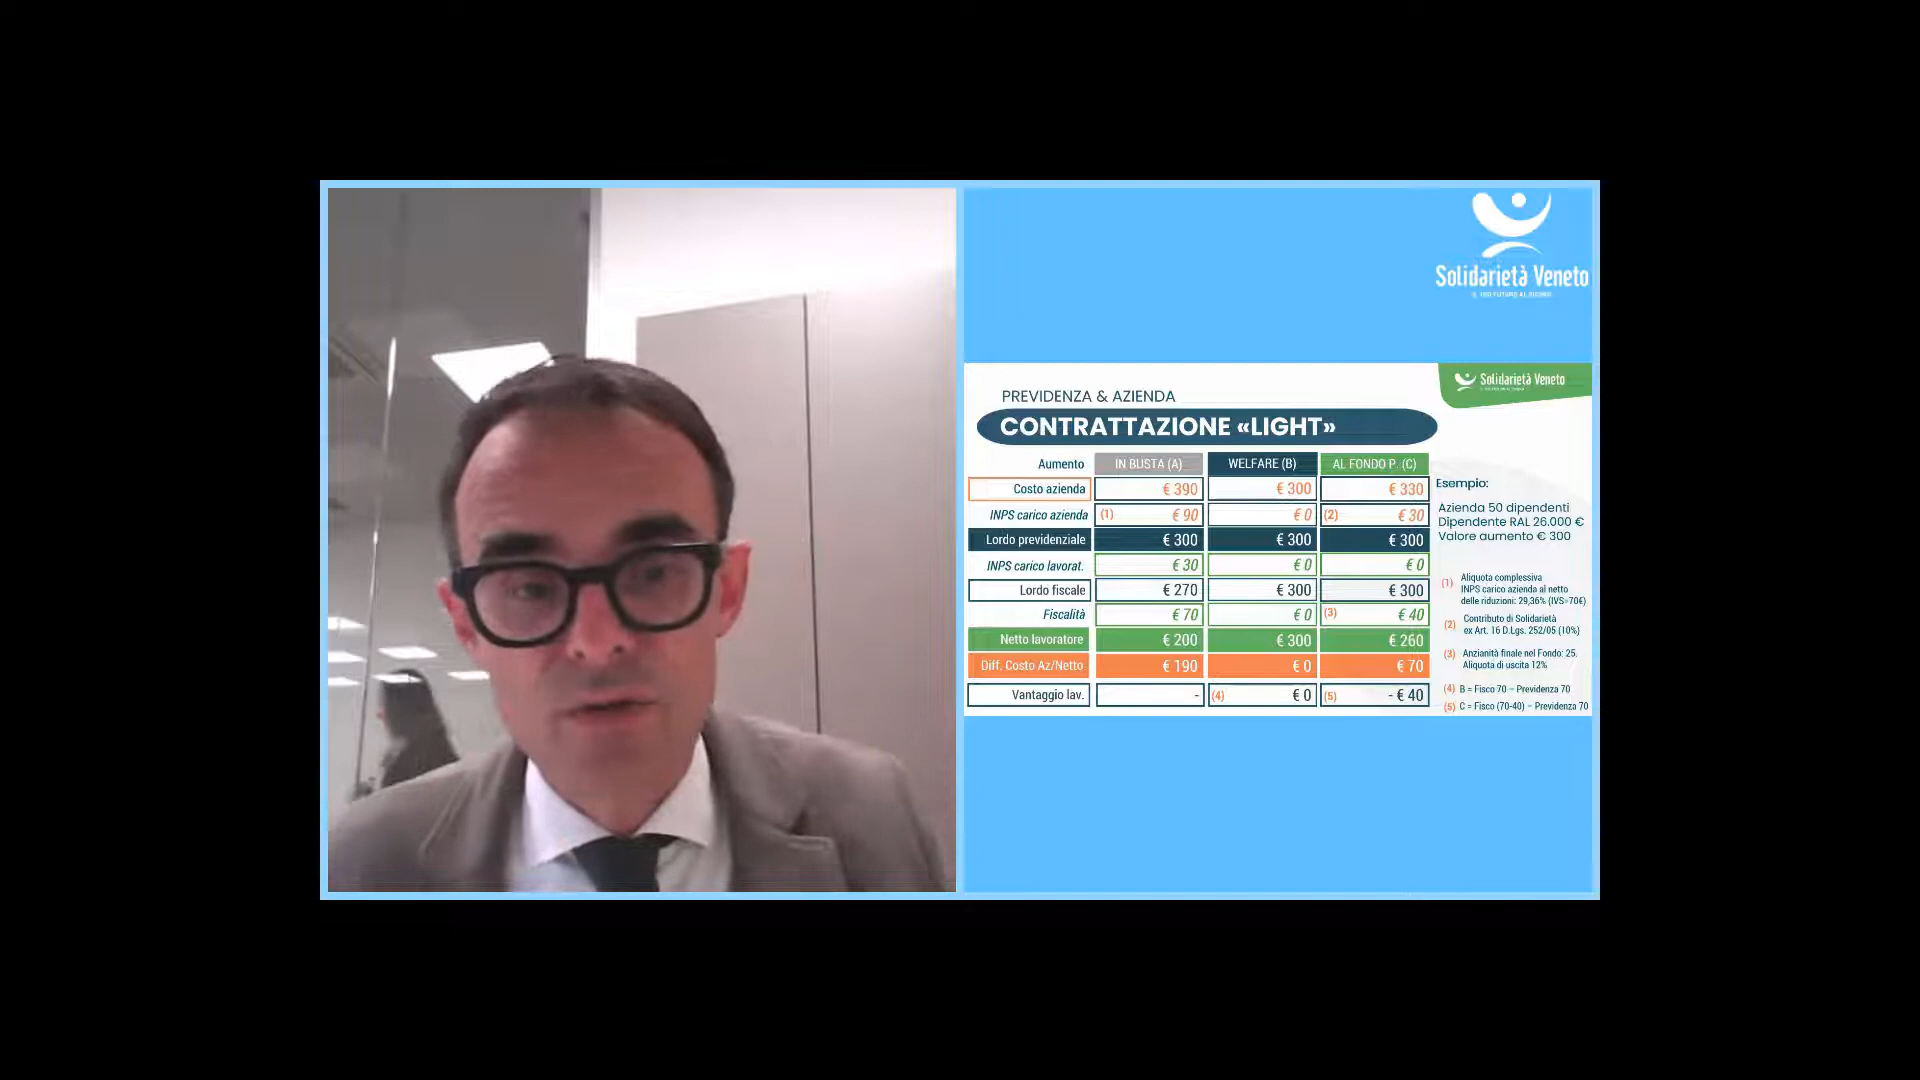 Solidarietà Veneto
IL TUO FUTURO AL SICURO
Solidarietà Veneto
PREVIDENZA & AZIENDA
CONTRATTAZIONE «LIGHT»
Aumento IN BUSTA (A) WELFARE (B) AL FONDO P. (C)
Costo azienda € 390 € 300 € 330
INPS carico azienda (1) € 90 € 0 (2) € 30
Lordo previdenziale € 300 € 300 € 300
INPS carico lavorat. € 30 € 0 € 0
Lordo fiscale € 270 € 300 € 300
Fiscalità € 70 € 0 (3) € 40
Netto lavoratore € 200 € 300 € 260
Diff. Costo Az/Netto € 190 € 0 € 70
Vantaggio lav. - (4) € 0 (5) - € 40
Esempio:
Azienda 50 dipendenti
Dipendente RAL 26.000 €
Valore aumento € 300
(1) Aliquota complessiva
INPS carico azienda al netto
delle riduzioni: 29,36% (IVS=70€)
(2) Contributo di Solidarietà
ex Art. 16 D.Lgs. 252/05 (10%)
(3) Anzianità finale nel Fondo: 25.
Aliquota di uscita 12%
(4) B = Fisco 70 – Previdenza 70
(5) C = Fisco (70-40) – Previdenza 70